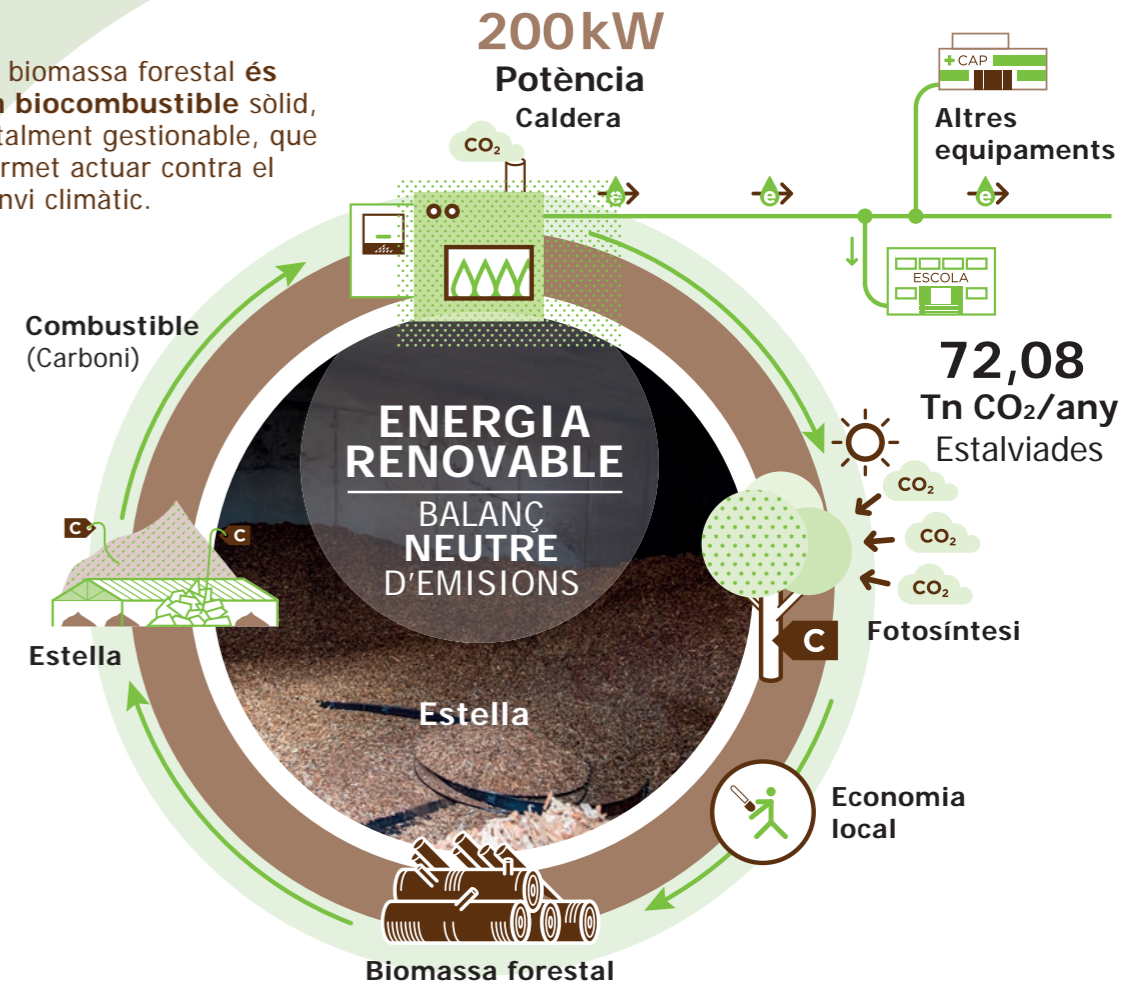 200 kW
Potència
Caldera
biomassa forestal és
biocombustible sòlid,
talment gestionable, que
rmet actuar contra el
nvi climàtic.
CO₂
e
e
e
+ CAP
Altres
equipaments
ESCOLA
Combustible
(Carboni)
72,08
Tn CO₂/any
Estalviades
ENERGIA
RENOVABLE
BALANÇ
NEUTRE
D'EMISIONS
CO₂
CO₂
CO₂
C
C
C
Fotosíntesi
Estella
Estella
Economia
local
Biomassa forestal